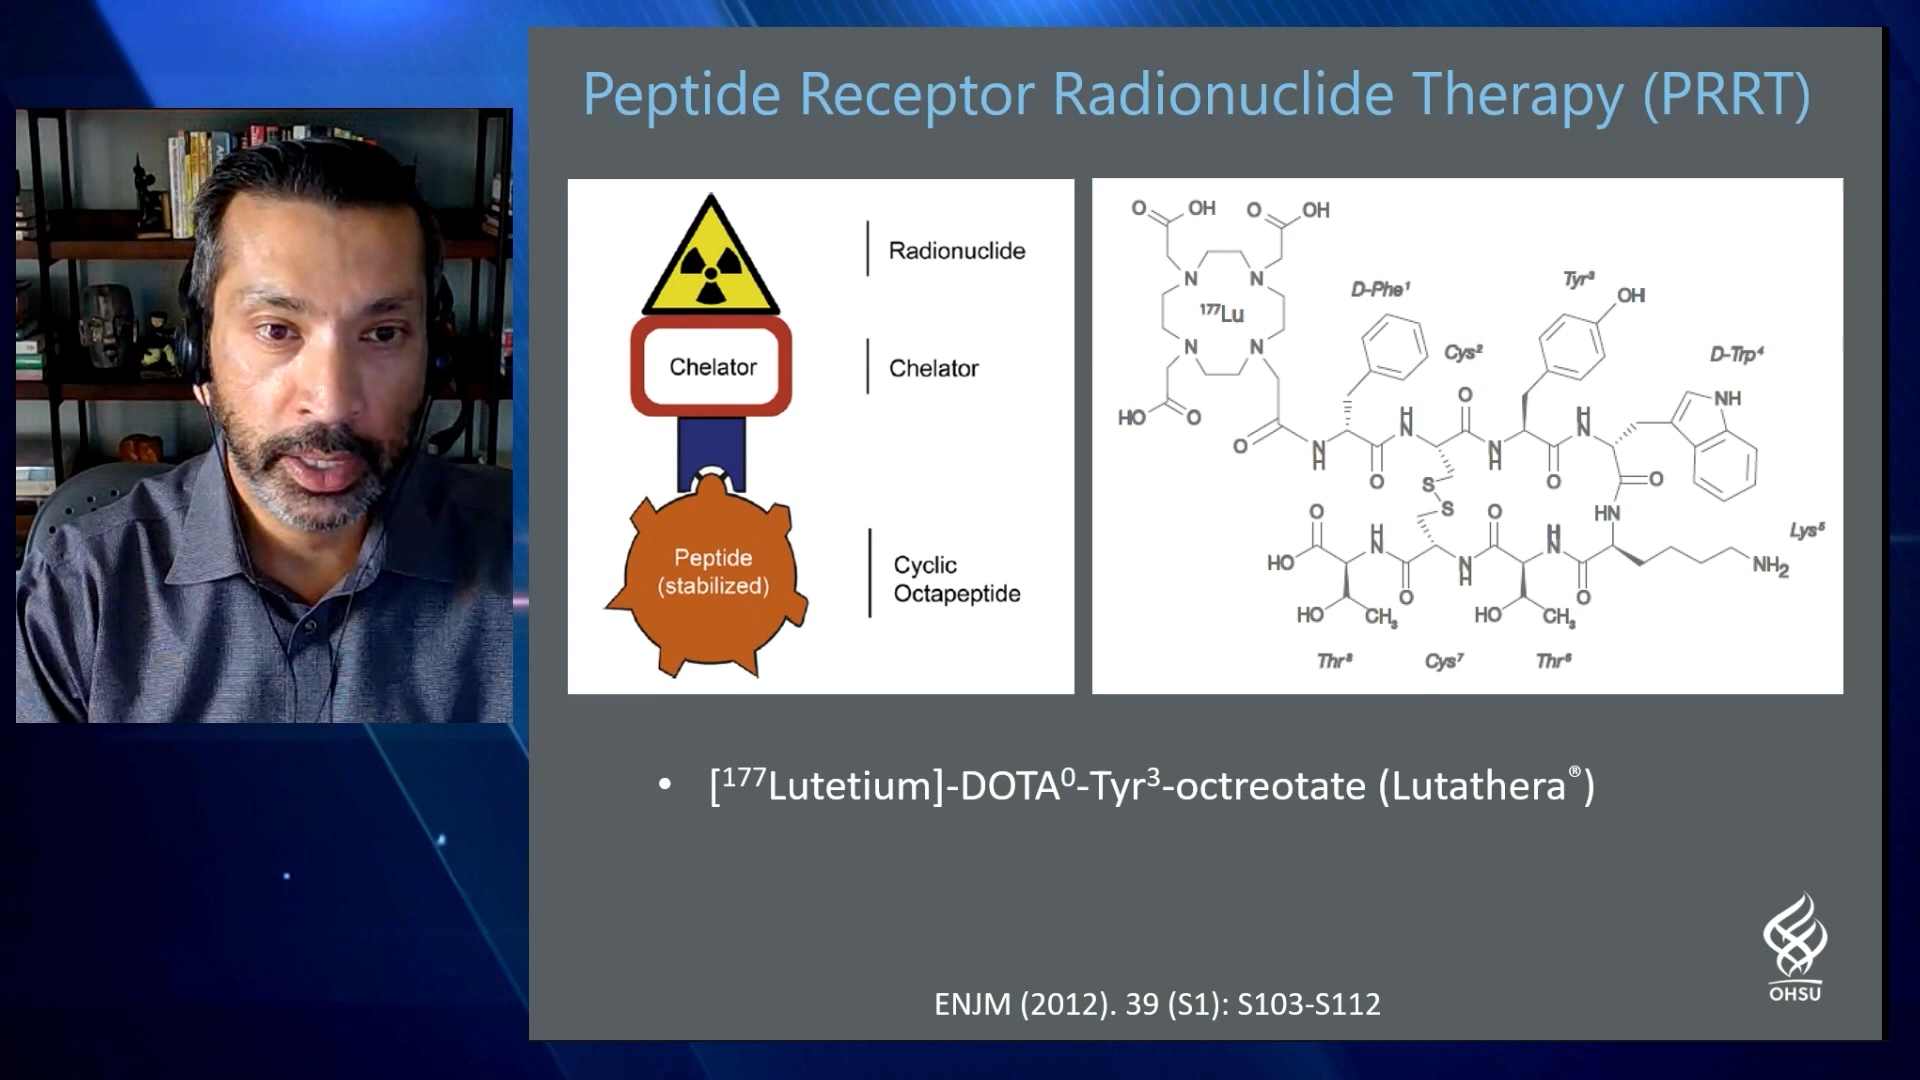 Peptide Receptor Radionuclide Therapy (PRRT)
Radionuclide
Chelator
Chelator
Peptide
(stabilized)
Cyclic
Octapeptide
O OH O OH
N N
¹⁷⁷Lu
N N
HO O
O
D-Phe¹
Cys²
Tyr³
OH
D-Trp⁴
NH
H N O H N
N H O N H O O
S
S
HN
Lys⁵
NH₂
O H N O H N
HO O N H O
HO CH₃ HO CH₃
Thr⁸ Cys⁷ Thr⁶
• [¹⁷⁷Lutetium]-DOTA⁰-Tyr³-octreotate (Lutathera®)
ENJM (2012). 39 (S1): S103-S112
OHSU